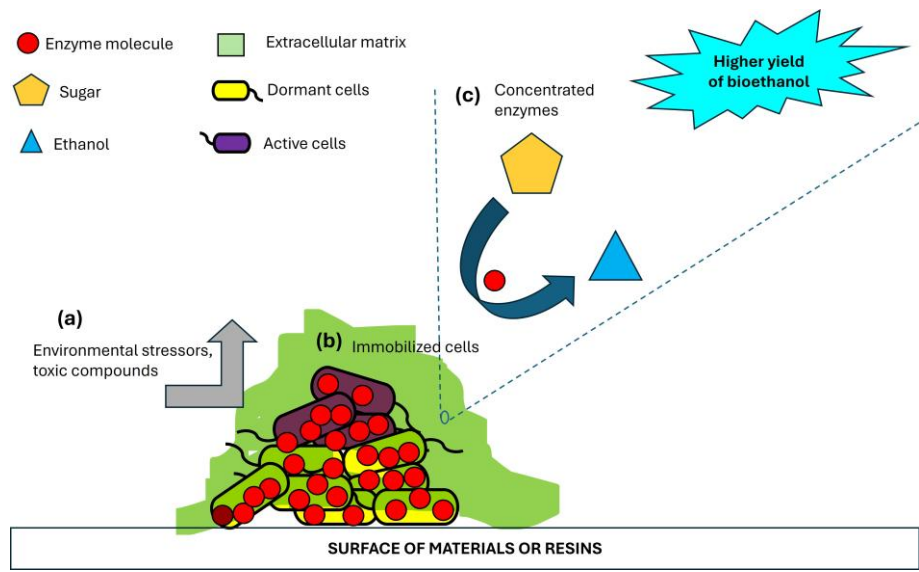 Enzyme molecule
Extracellular matrix
Sugar
Dormant cells
Ethanol
Active cells
(c) Concentrated
enzymes
Higher yield
of bioethanol
(a)
Environmental stressors,
toxic compounds
(b) Immobilized cells
SURFACE OF MATERIALS OR RESINS